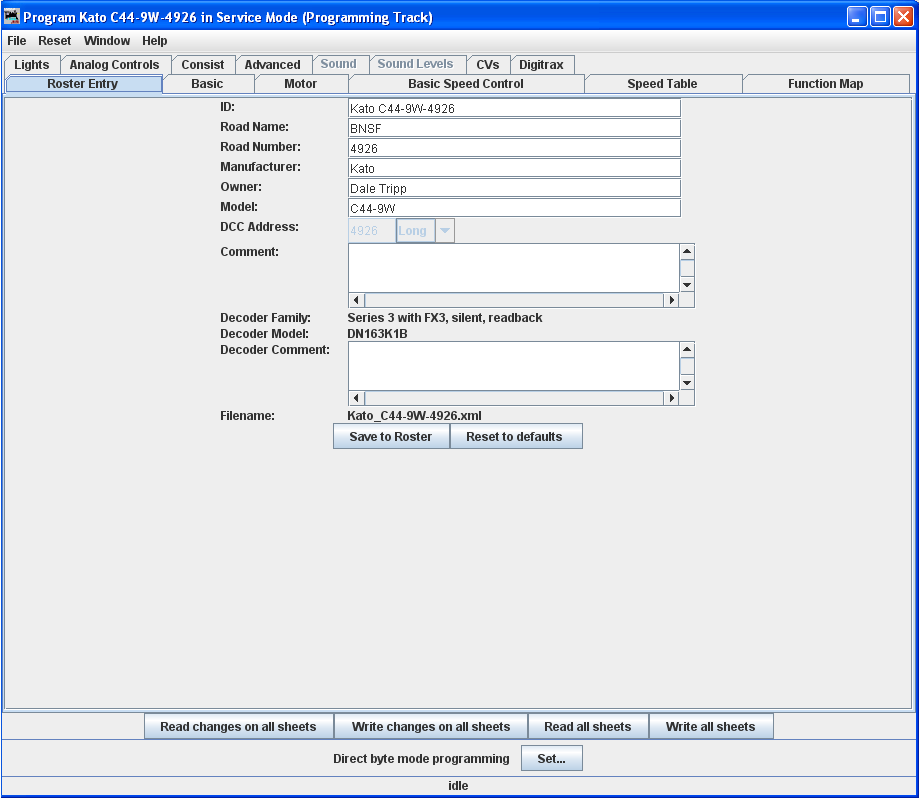 Program Kato C44-9W-4926 in Service Mode (Programming Track)
File Reset Window Help
Lights Analog Controls Consist Advanced Sound Sound Levels CVs Digitrax
Roster Entry Basic Motor Basic Speed Control Speed Table Function Map
ID: Kato C44-9W-4926
Road Name: BNSF
Road Number: 4926
Manufacturer: Kato
Owner: Dale Tripp
Model: C44-9W
DCC Address: 4926 Long
Comment:
Decoder Family: Series 3 with FX3, silent, readback
Decoder Model: DN163K1B
Decoder Comment:
Filename: Kato_C44-9W-4926.xml
Save to Roster Reset to defaults
Read changes on all sheets Write changes on all sheets Read all sheets Write all sheets
Direct byte mode programming Set...
idle